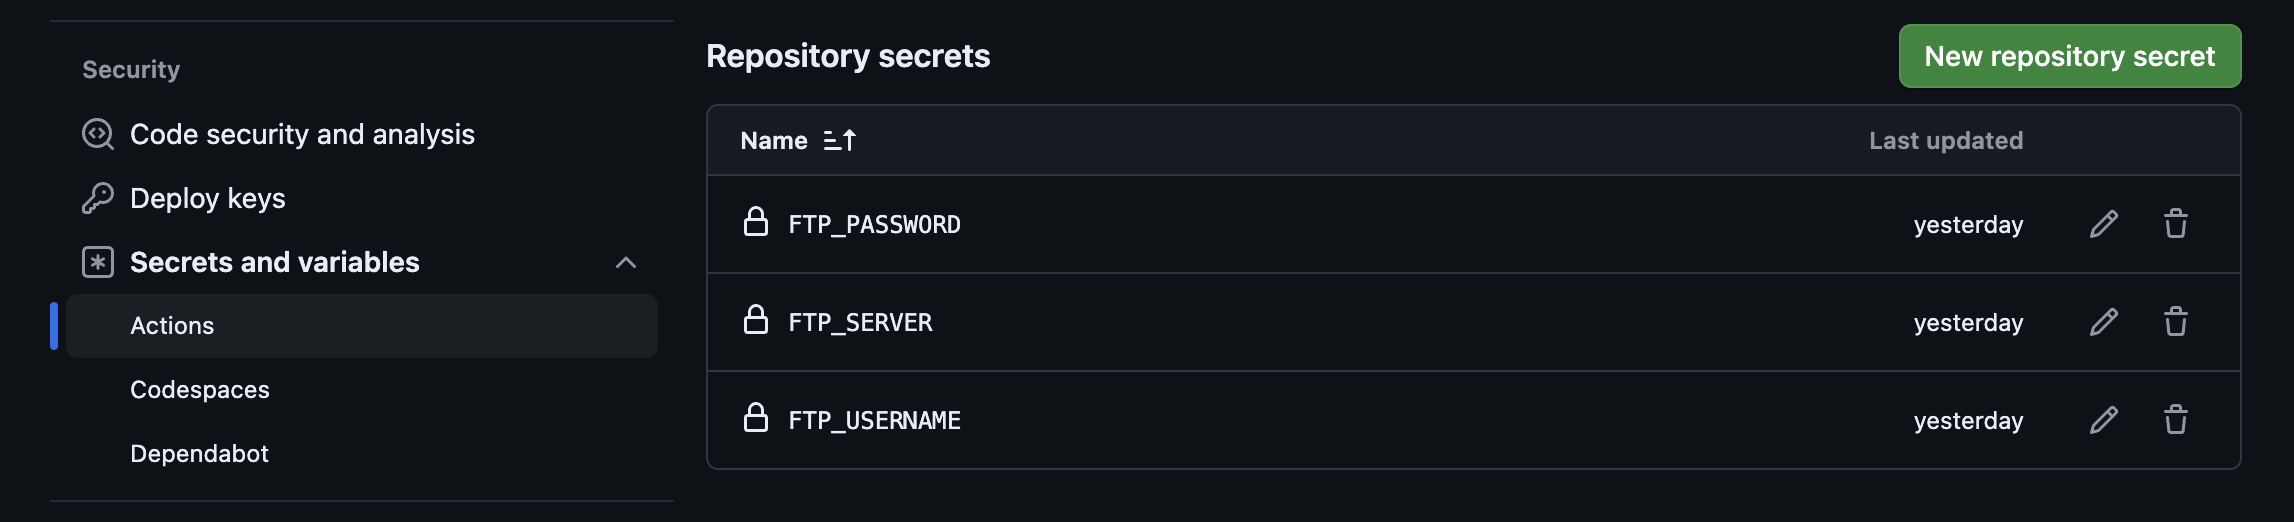 Security
Code security and analysis
Deploy keys
Secrets and variables
Actions
Codespaces
Dependabot
Repository secrets
New repository secret
Name
Last updated
FTP_PASSWORD
yesterday
FTP_SERVER
yesterday
FTP_USERNAME
yesterday